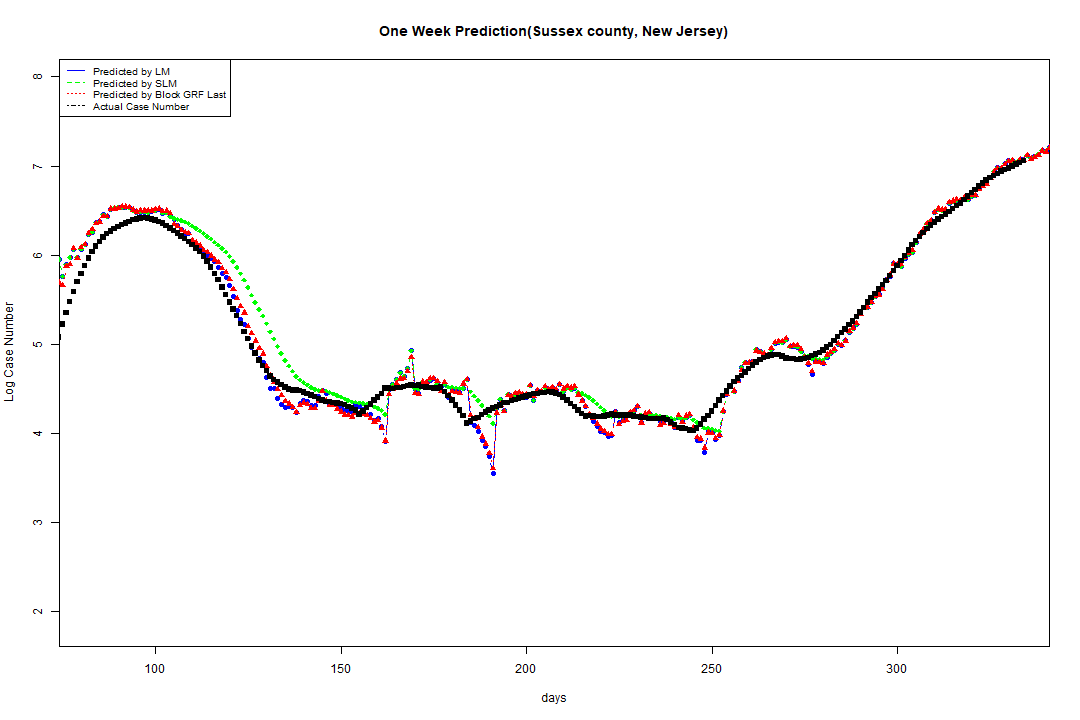 One Week Prediction(Sussex county, New Jersey)
Predicted by LM
Predicted by SLM
Predicted by Block GRF Last
Actual Case Number
8
7
6
5
4
3
2
Log Case Number
100 150 200 250 300
days